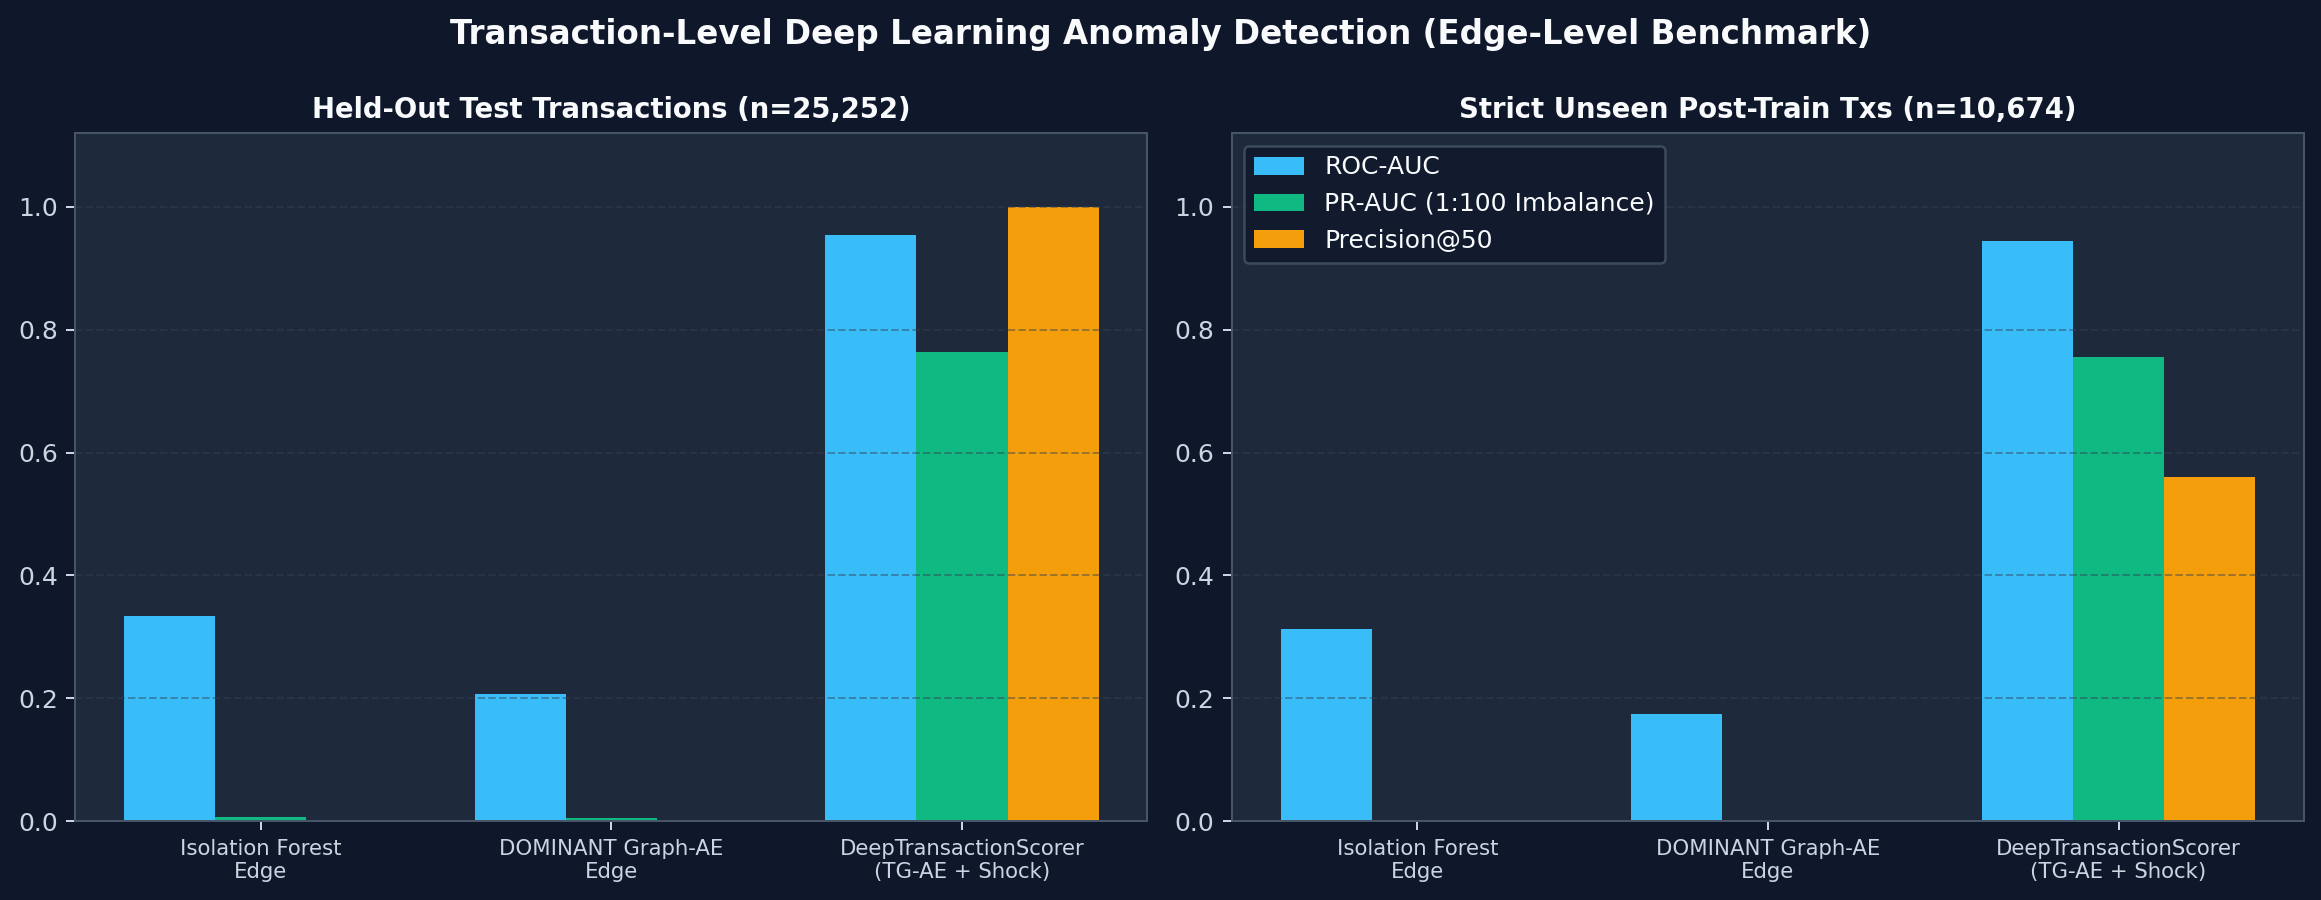 Transaction-Level Deep Learning Anomaly Detection (Edge-Level Benchmark)
Held-Out Test Transactions (n=25,252)
1.0
0.8
0.6
0.4
0.2
0.0
Isolation Forest
Edge
DOMINANT Graph-AE
Edge
DeepTransactionScorer
(TG-AE + Shock)
Strict Unseen Post-Train Txs (n=10,674)
ROC-AUC
PR-AUC (1:100 Imbalance)
Precision@50
1.0
0.8
0.6
0.4
0.2
0.0
Isolation Forest
Edge
DOMINANT Graph-AE
Edge
DeepTransactionScorer
(TG-AE + Shock)